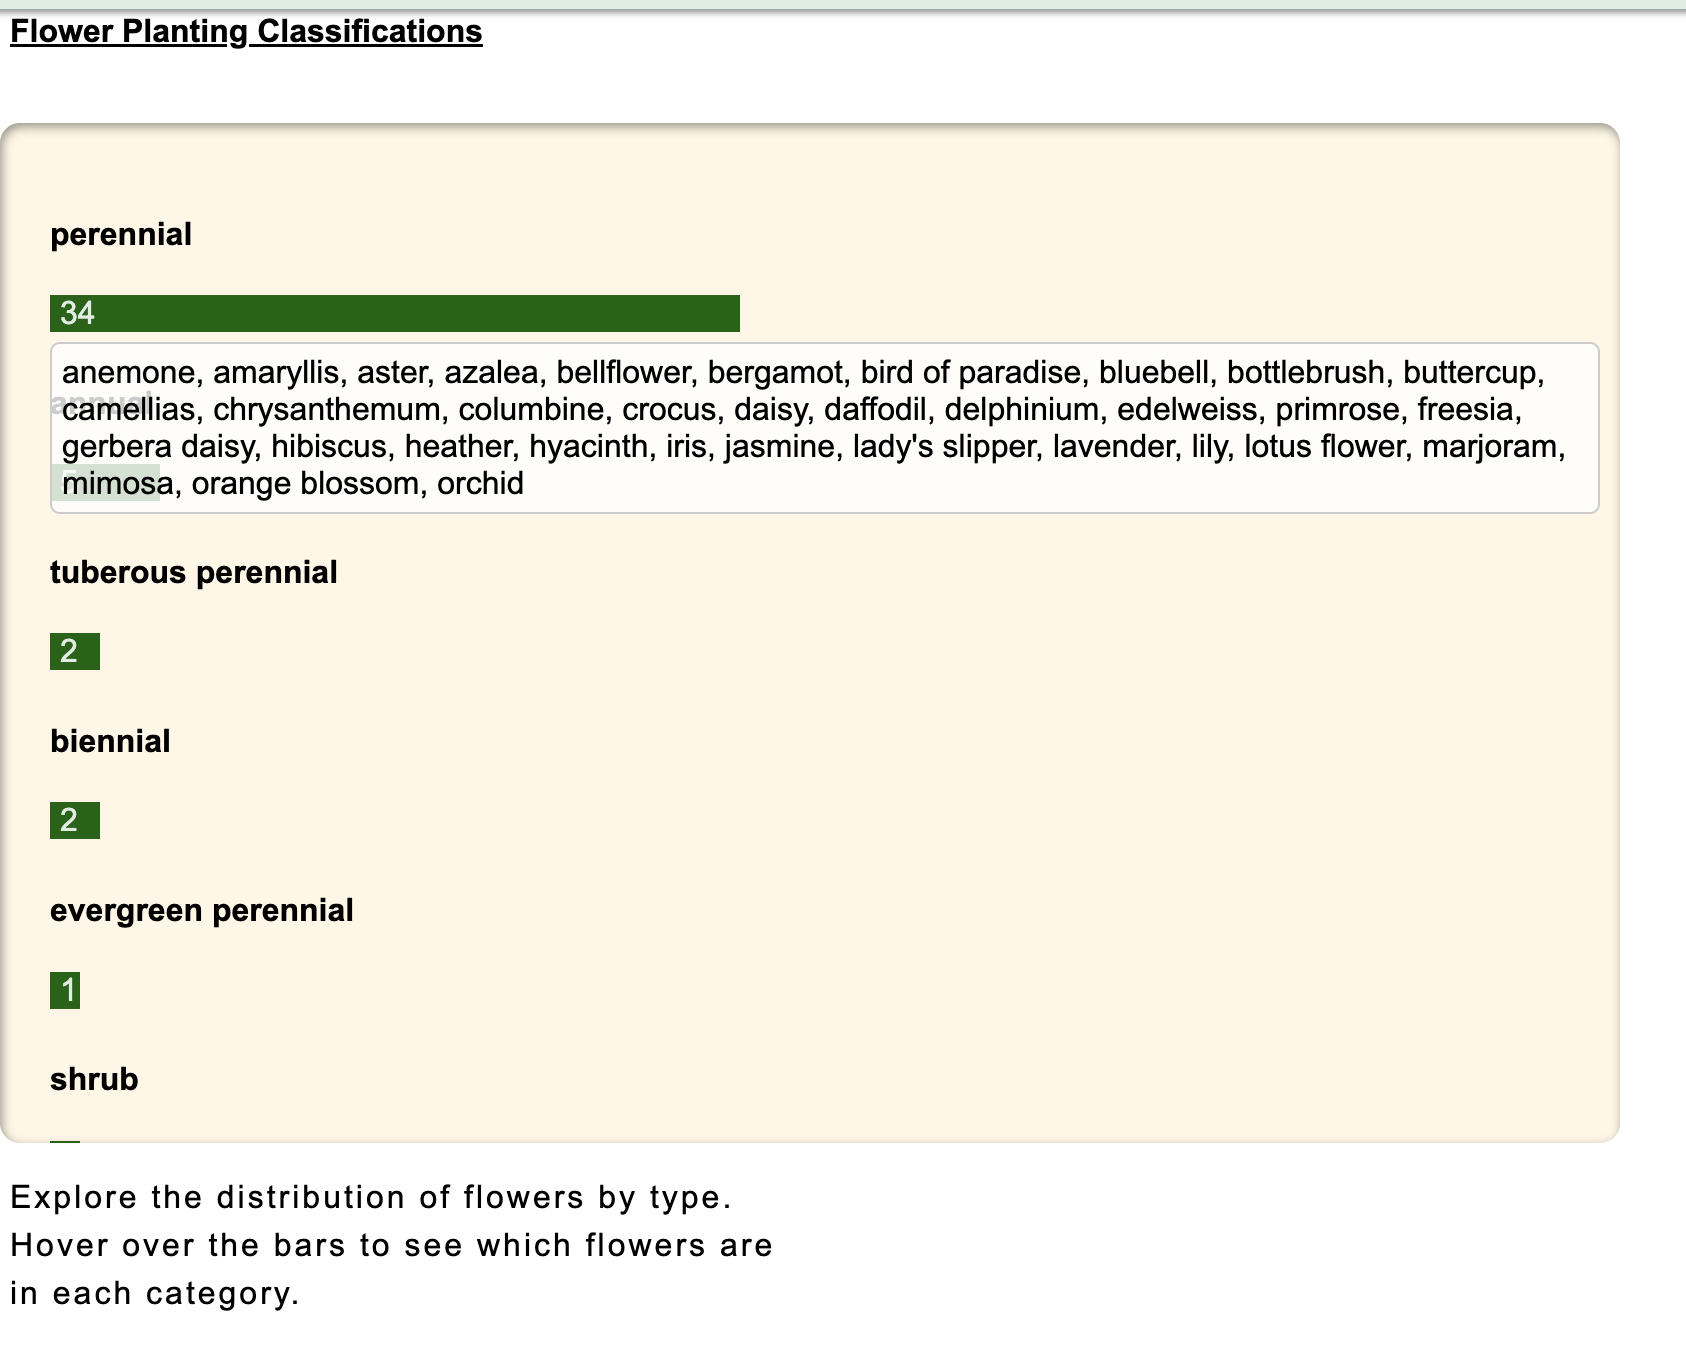 Flower Planting Classifications
perennial
34
anemone, amaryllis, aster, azalea, bellflower, bergamot, bird of paradise, bluebell, bottlebrush, buttercup,
annual
camellias, chrysanthemum, columbine, crocus, daisy, daffodil, delphinium, edelweiss, primrose, freesia,
gerbera daisy, hibiscus, heather, hyacinth, iris, jasmine, lady's slipper, lavender, lily, lotus flower, marjoram,
mimosa, orange blossom, orchid
tuberous perennial
2
biennial
2
evergreen perennial
1
shrub
Explore the distribution of flowers by type.
Hover over the bars to see which flowers are
in each category.